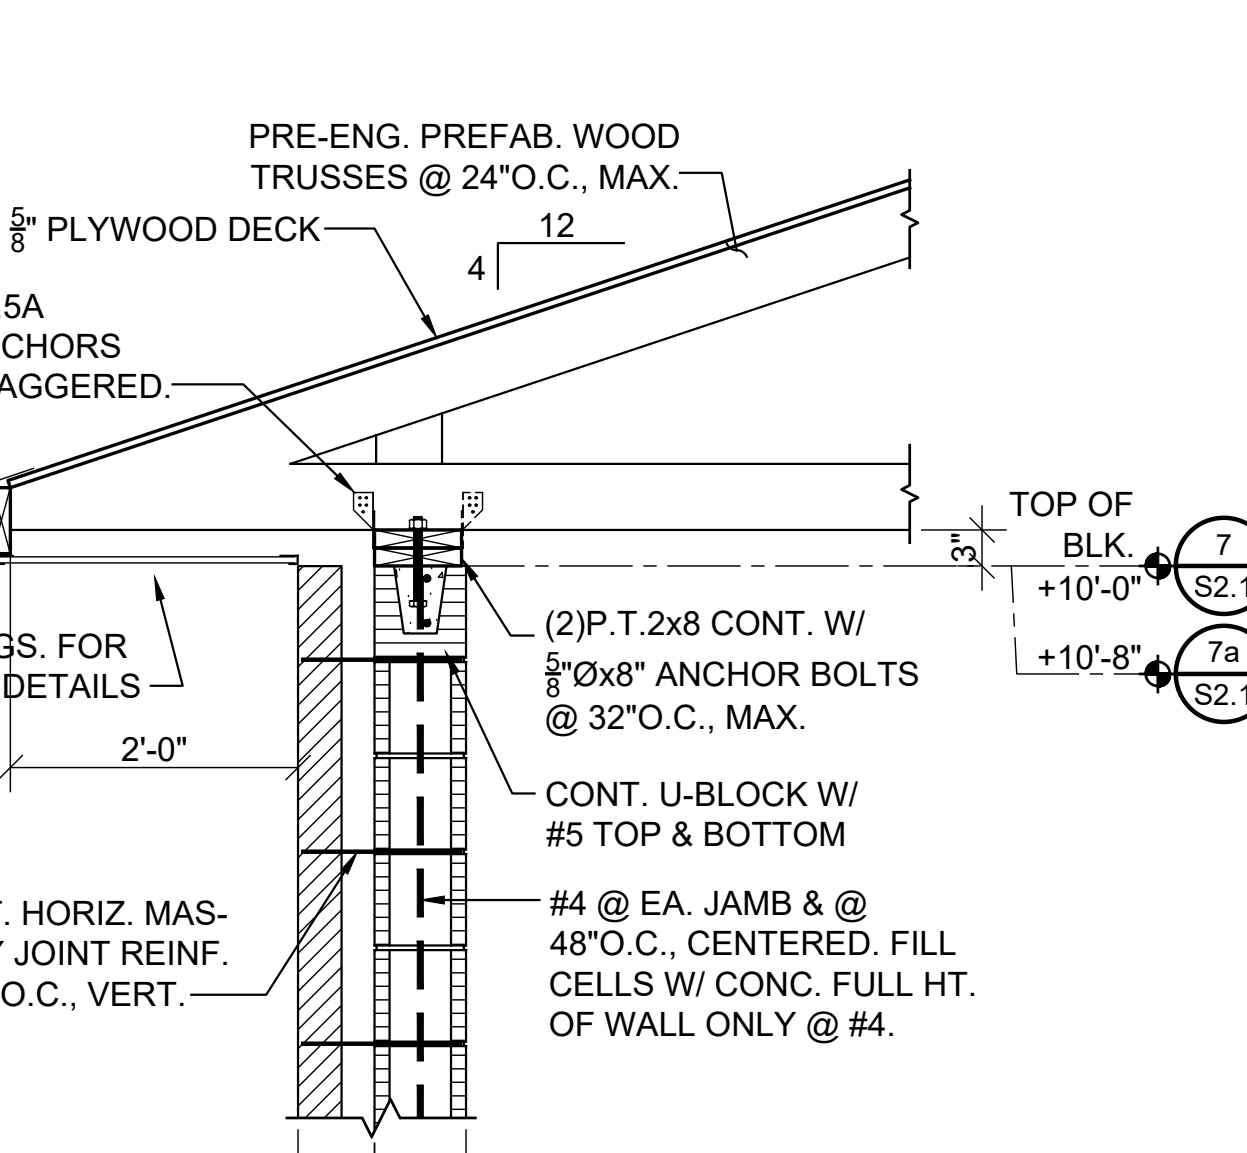 PRE-ENG. PREFAB. WOOD
TRUSSES @ 24"O.C., MAX.
5/8" PLYWOOD DECK
12
4
.5A
CHORS
AGGERED.
TOP OF
BLK.
+10'-0"
7
S2.1
3"
+10'-8"
7a
S2.1
(2)P.T.2x8 CONT. W/
5/8"Øx8" ANCHOR BOLTS
@ 32"O.C., MAX.
GS. FOR
DETAILS
2'-0"
CONT. U-BLOCK W/
#5 TOP & BOTTOM
#4 @ EA. JAMB & @
48"O.C., CENTERED. FILL
CELLS W/ CONC. FULL HT.
OF WALL ONLY @ #4.
T. HORIZ. MAS-
Y JOINT REINF.
O.C., VERT.